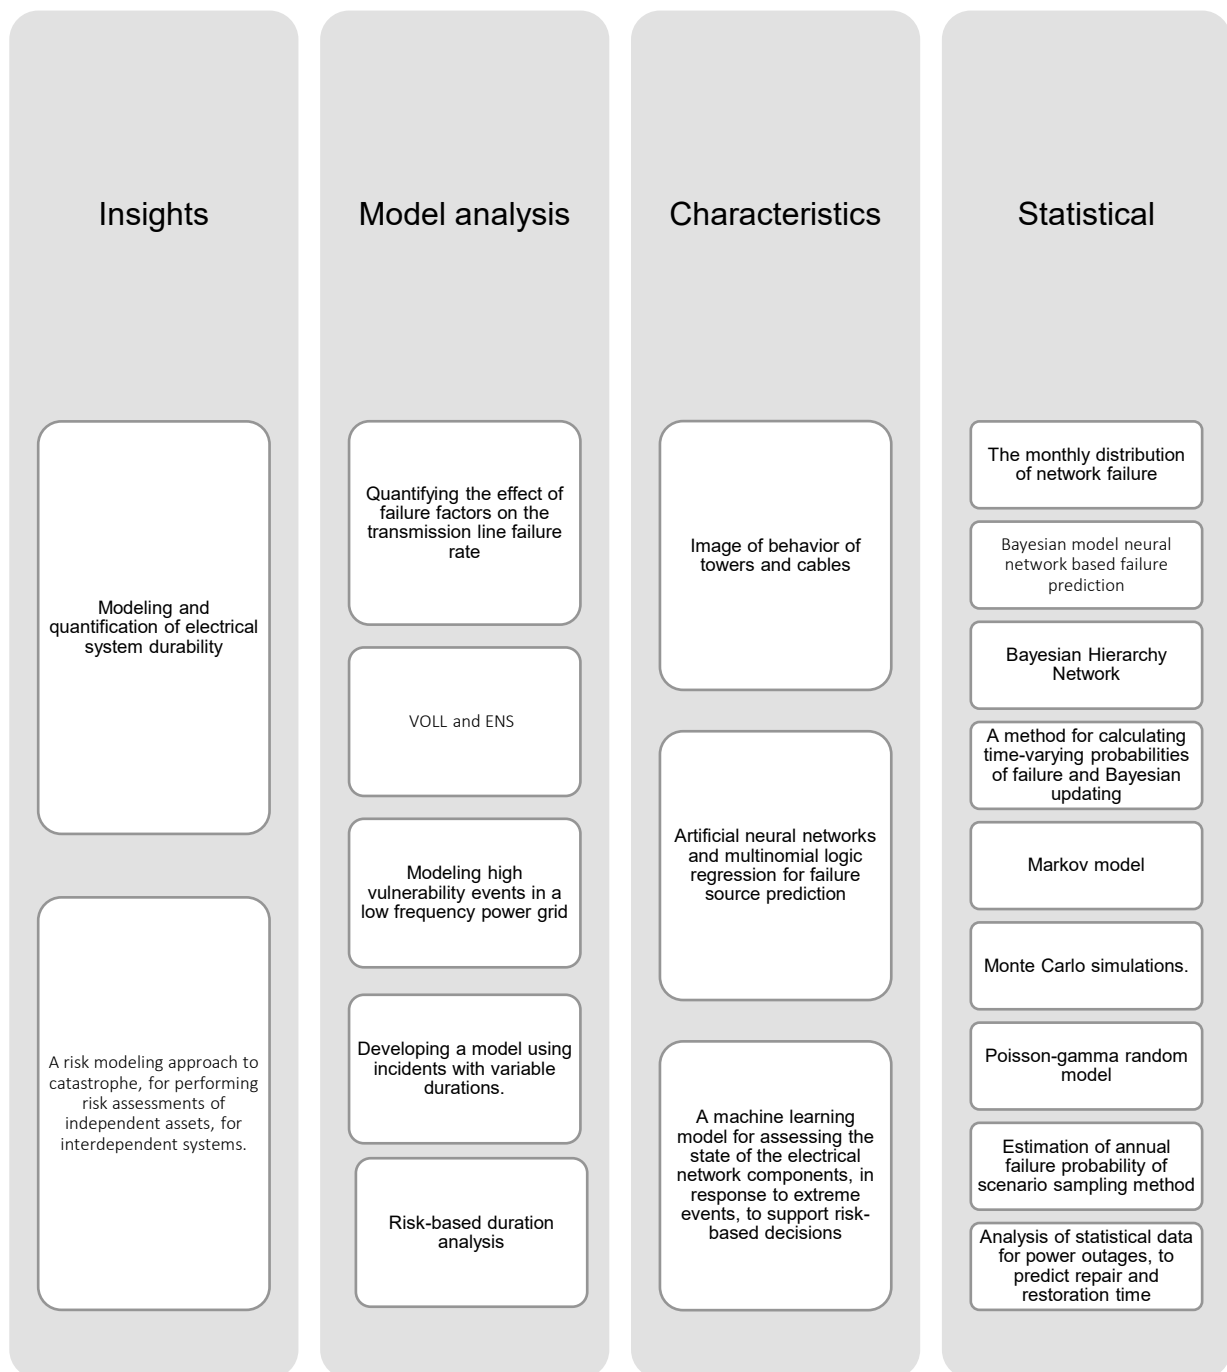 Insights
Modeling and
quantification of electrical
system durability
A risk modeling approach to
catastrophe, for performing
risk assessments of
independent assets, for
interdependent systems.
Model analysis
Quantifying the effect of
failure factors on the
transmission line failure
rate
VOLL and ENS
Modeling high
vulnerability events in a
low frequency power grid
Developing a model using
incidents with variable
durations.
Risk-based duration
analysis
Characteristics
Image of behavior of
towers and cables
Artificial neural networks
and multinomial logic
regression for failure
source prediction
A machine learning
model for assessing the
state of the electrical
network components, in
response to extreme
events, to support risk-
based decisions
Statistical
The monthly distribution
of network failure
Bayesian model neural
network based failure
prediction
Bayesian Hierarchy
Network
A method for calculating
time-varying probabilities
of failure and Bayesian
updating
Markov model
Monte Carlo simulations.
Poisson-gamma random
model
Estimation of annual
failure probability of
scenario sampling method
Analysis of statistical data
for power outages, to
predict repair and
restoration time